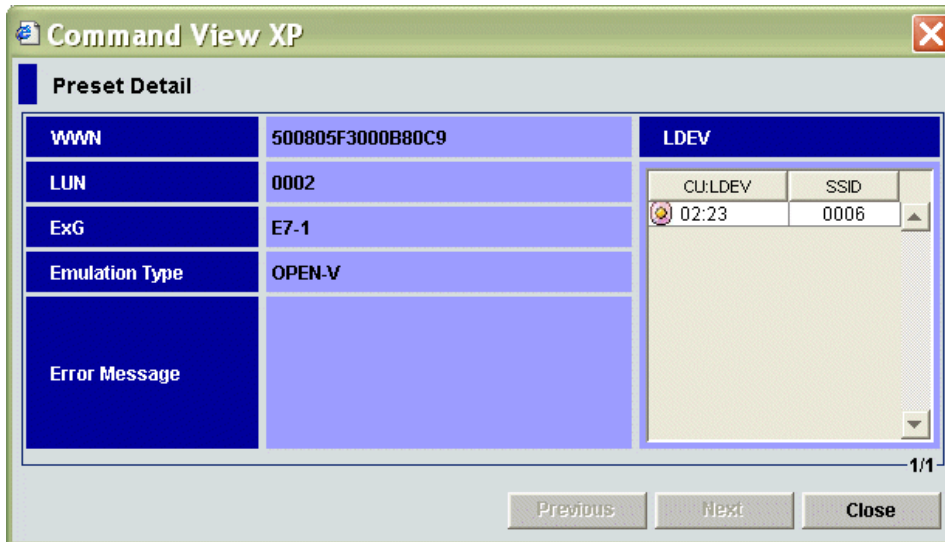 Command View XP
Preset Detail
WWN 500805F3000B80C9
LUN 0002
ExG E7-1
Emulation Type OPEN-V
Error Message
LDEV
CU:LDEV SSID
02:23 0006
1/1
Previous Next Close